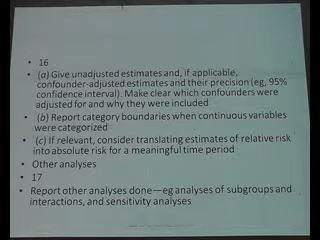 • 16
• (a) Give unadjusted estimates and, if applicable,
confounder-adjusted estimates and their precision (eg, 95%
confidence interval). Make clear which confounders were
adjusted for and why they were included
• (b) Report category boundaries when continuous variables
were categorized
• (c) If relevant, consider translating estimates of relative risk
into absolute risk for a meaningful time period
• Other analyses
• 17
• Report other analyses done—eg analyses of subgroups and
interactions, and sensitivity analyses